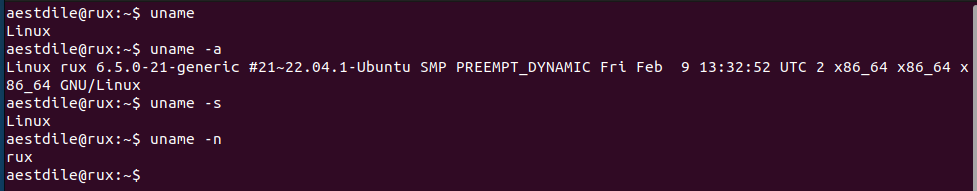 aestdile@rux:~$ uname
Linux
aestdile@rux:~$ uname -a
Linux rux 6.5.0-21-generic #21~22.04.1-Ubuntu SMP PREEMPT_DYNAMIC Fri Feb  9 13:32:52 UTC 2 x86_64 x86_64 x
86_64 GNU/Linux
aestdile@rux:~$ uname -s
Linux
aestdile@rux:~$ uname -n
rux
aestdile@rux:~$